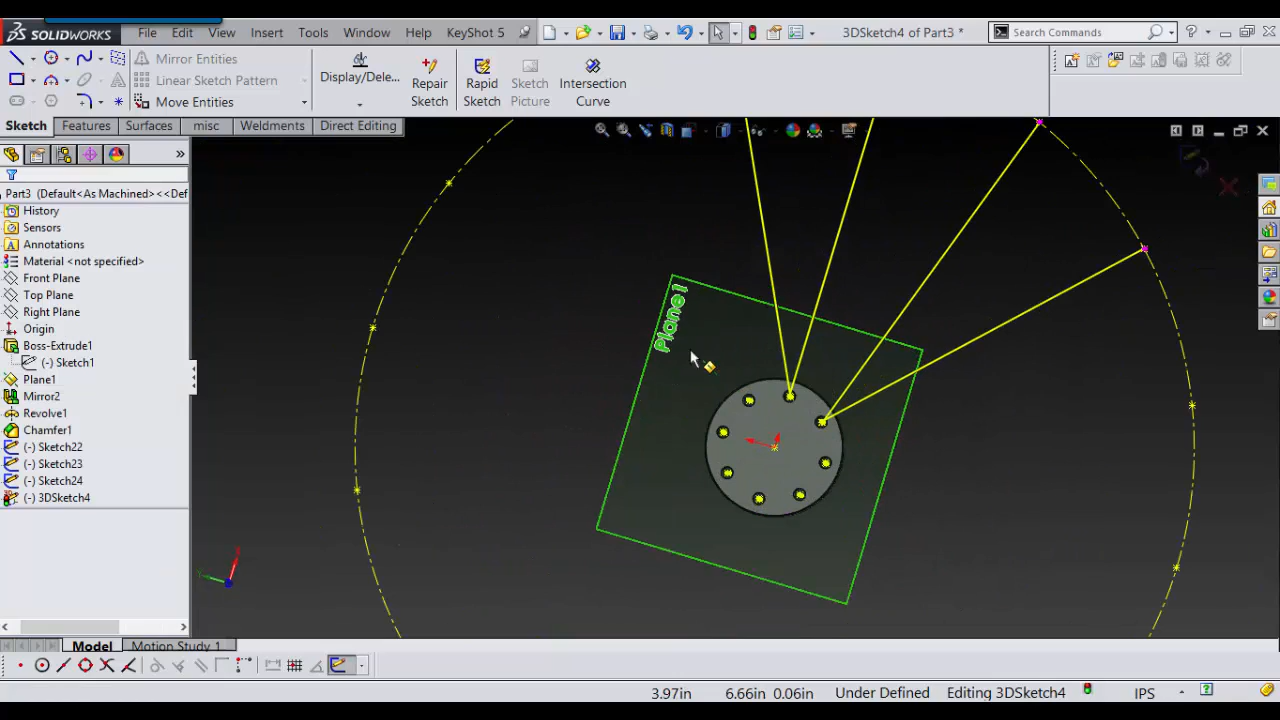 SOLIDWORKS File Edit View Insert Tools Window Help KeyShot 5 3DSketch4 of Part3 * Search Commands ?
Mirror Entities
Linear Sketch Pattern
Move Entities
Display/Dele...
Repair
Sketch
Rapid
Sketch
Sketch
Picture
Intersection
Curve
Sketch Features Surfaces misc Weldments Direct Editing
Part3 (Default<As Machined><<Def
History
Sensors
Annotations
Material <not specified>
Front Plane
Top Plane
Right Plane
Origin
Boss-Extrude1
(-) Sketch1
Plane1
Mirror2
Revolve1
Chamfer1
(-) Sketch22
(-) Sketch23
(-) Sketch24
(-) 3DSketch4
Plane1
Model Motion Study 1
3.97in 6.66in 0.06in Under Defined Editing 3DSketch4 IPS